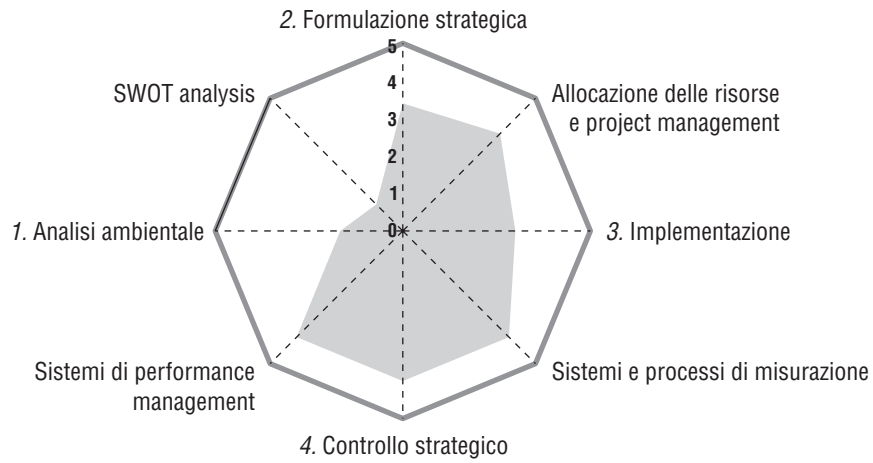 2. Formulazione strategica
5
SWOT analysis
4
Allocazione delle risorse
e project management
3
2
1
1. Analisi ambientale
0
3. Implementazione
Sistemi di performance
management
Sistemi e processi di misurazione
4. Controllo strategico